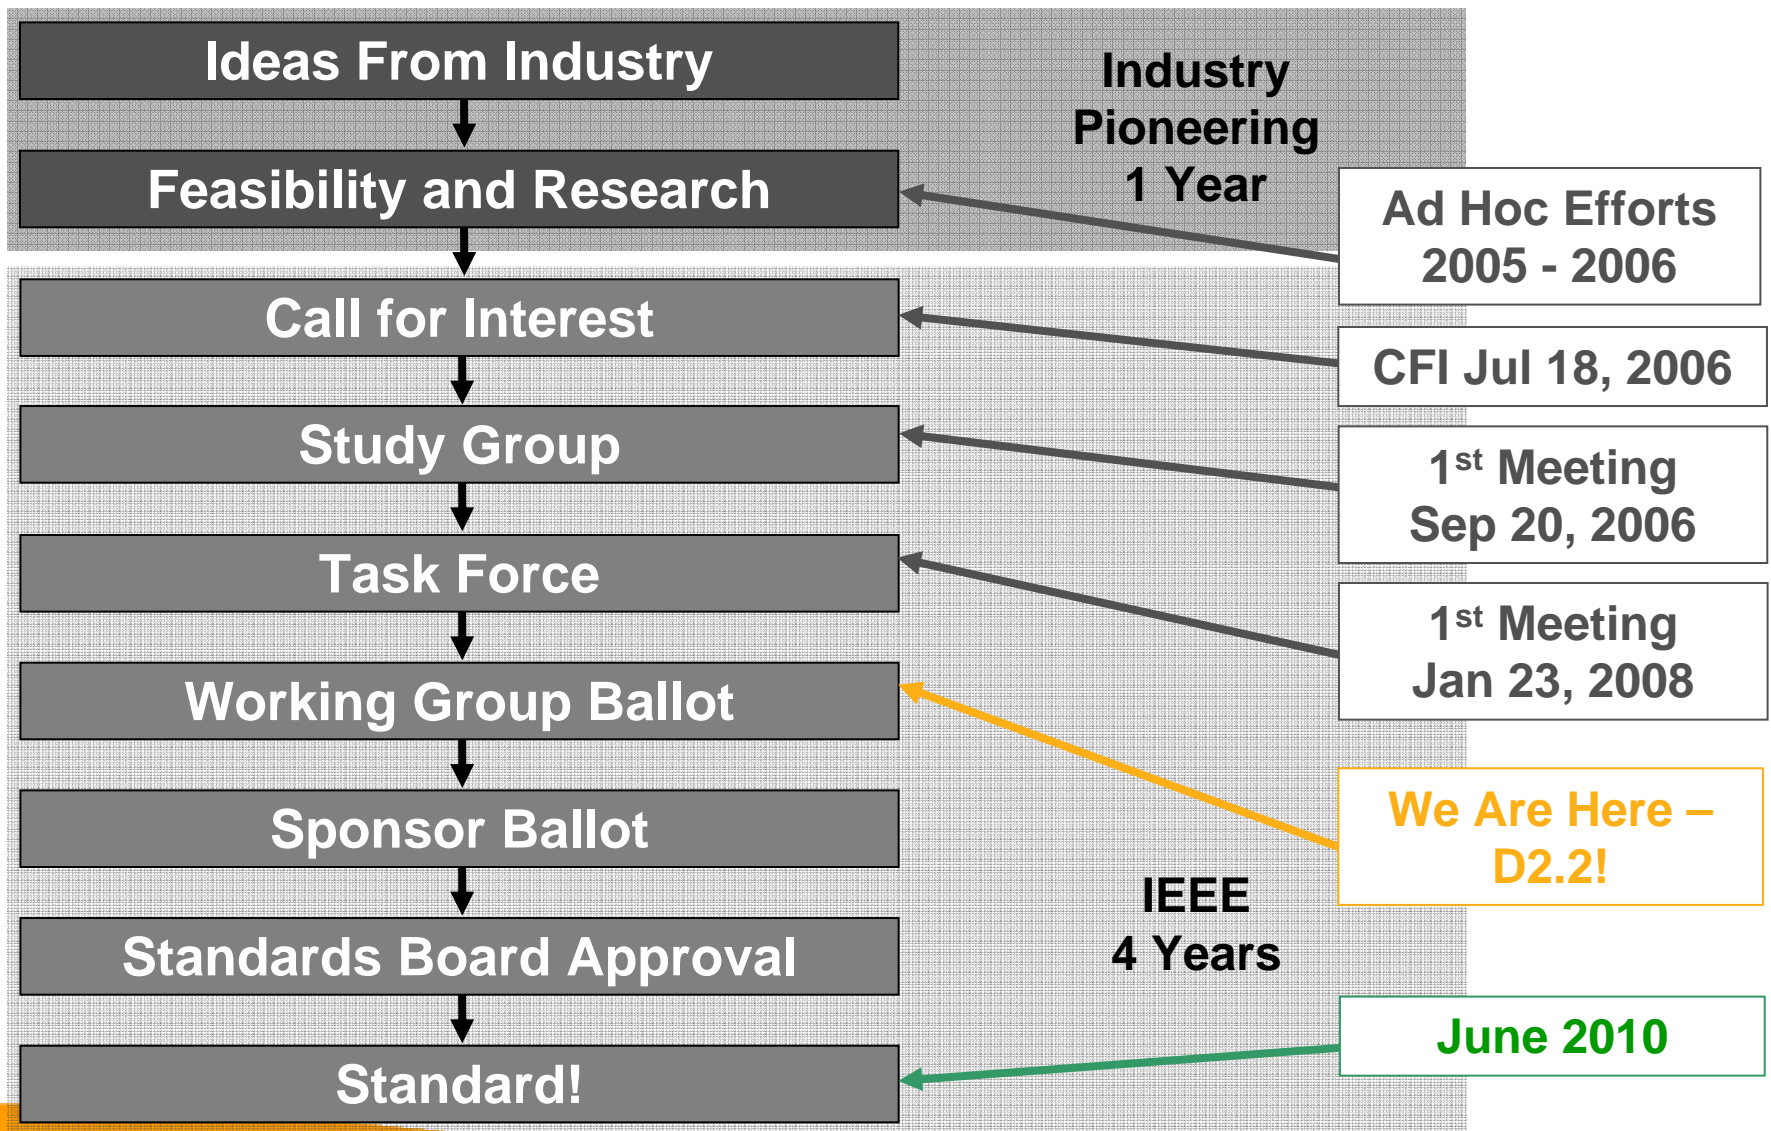 Ideas From Industry
Feasibility and Research
Industry
Pioneering
1 Year
Ad Hoc Efforts
2005 - 2006
Call for Interest
CFI Jul 18, 2006
Study Group
1st Meeting
Sep 20, 2006
Task Force
1st Meeting
Jan 23, 2008
Working Group Ballot
We Are Here –
D2.2!
Sponsor Ballot
IEEE
4 Years
Standards Board Approval
June 2010
Standard!